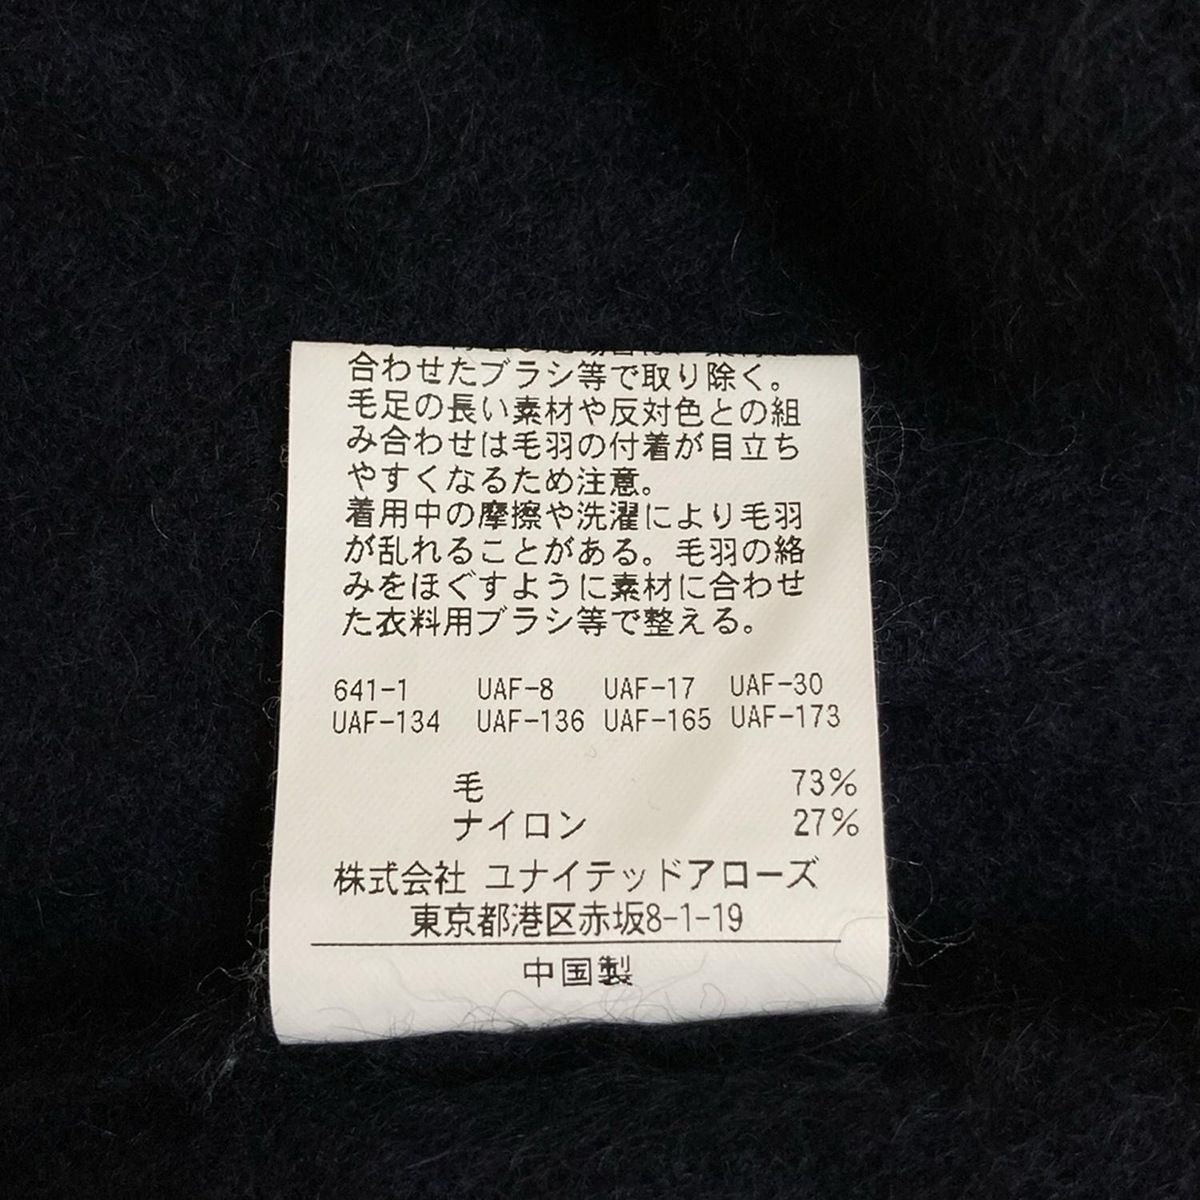 合わせたブラシ等で取り除く。
毛足の長い素材や反対色との組
み合わせは毛羽の付着が目立ち
やすくなるため注意。
着用中の摩擦や洗濯により毛羽
が乱れることがある。毛羽の絡
みをほぐすように素材に合わせ
た衣料用ブラシ等で整える。
641-1 UAF-8 UAF-17 UAF-30
UAF-134 UAF-136 UAF-165 UAF-173
毛 73%
ナイロン 27%
株式会社 ユナイテッドアローズ
東京都港区赤坂8-1-19
中国製